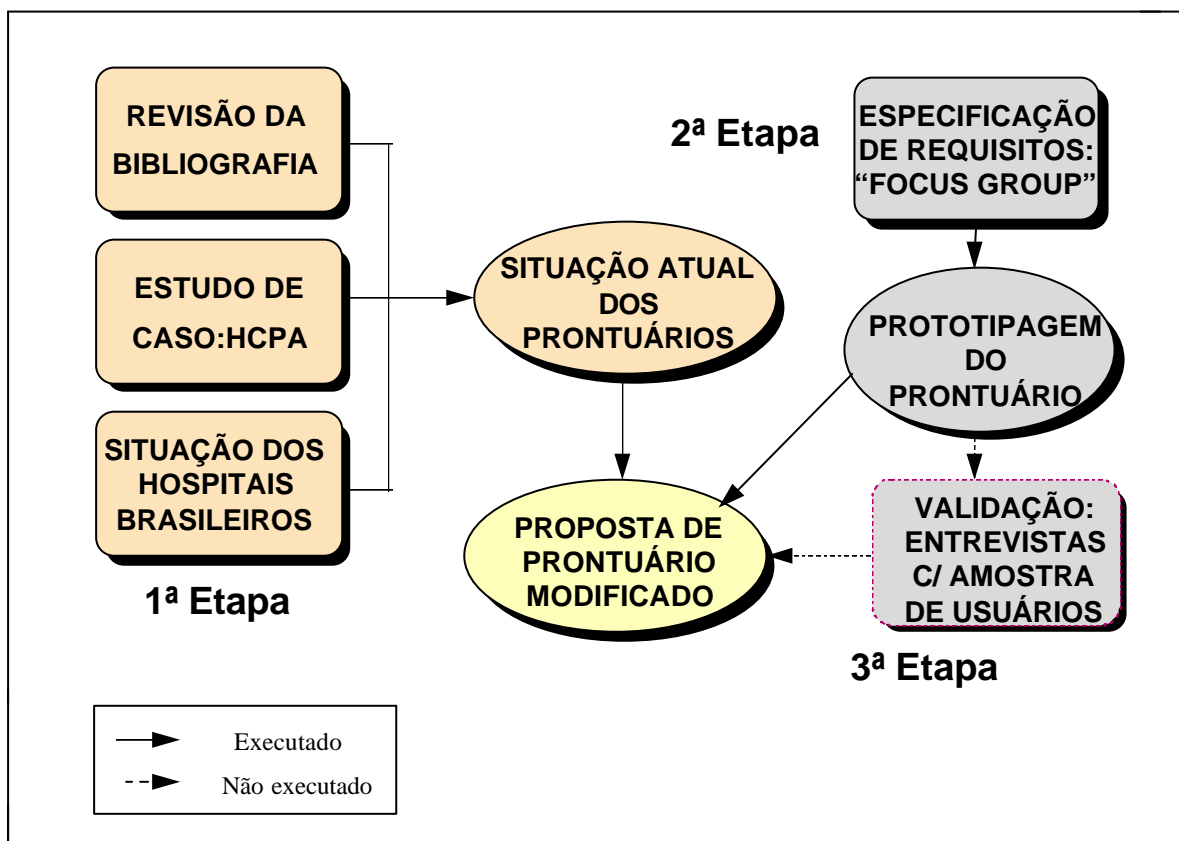 REVISÃO DA
BIBLIOGRAFIA
ESTUDO DE
CASO:HCPA
SITUAÇÃO DOS
HOSPITAIS
BRASILEIROS
1ª Etapa
SITUAÇÃO ATUAL
DOS
PRONTUÁRIOS
PROPOSTA DE
PRONTUÁRIO
MODIFICADO
2ª Etapa
ESPECIFICAÇÃO
DE REQUISITOS:
“FOCUS GROUP”
PROTOTIPAGEM
DO
PRONTUÁRIO
VALIDAÇÃO:
ENTREVISTAS
C/ AMOSTRA
DE USUÁRIOS
3ª Etapa
Executado
Não executado